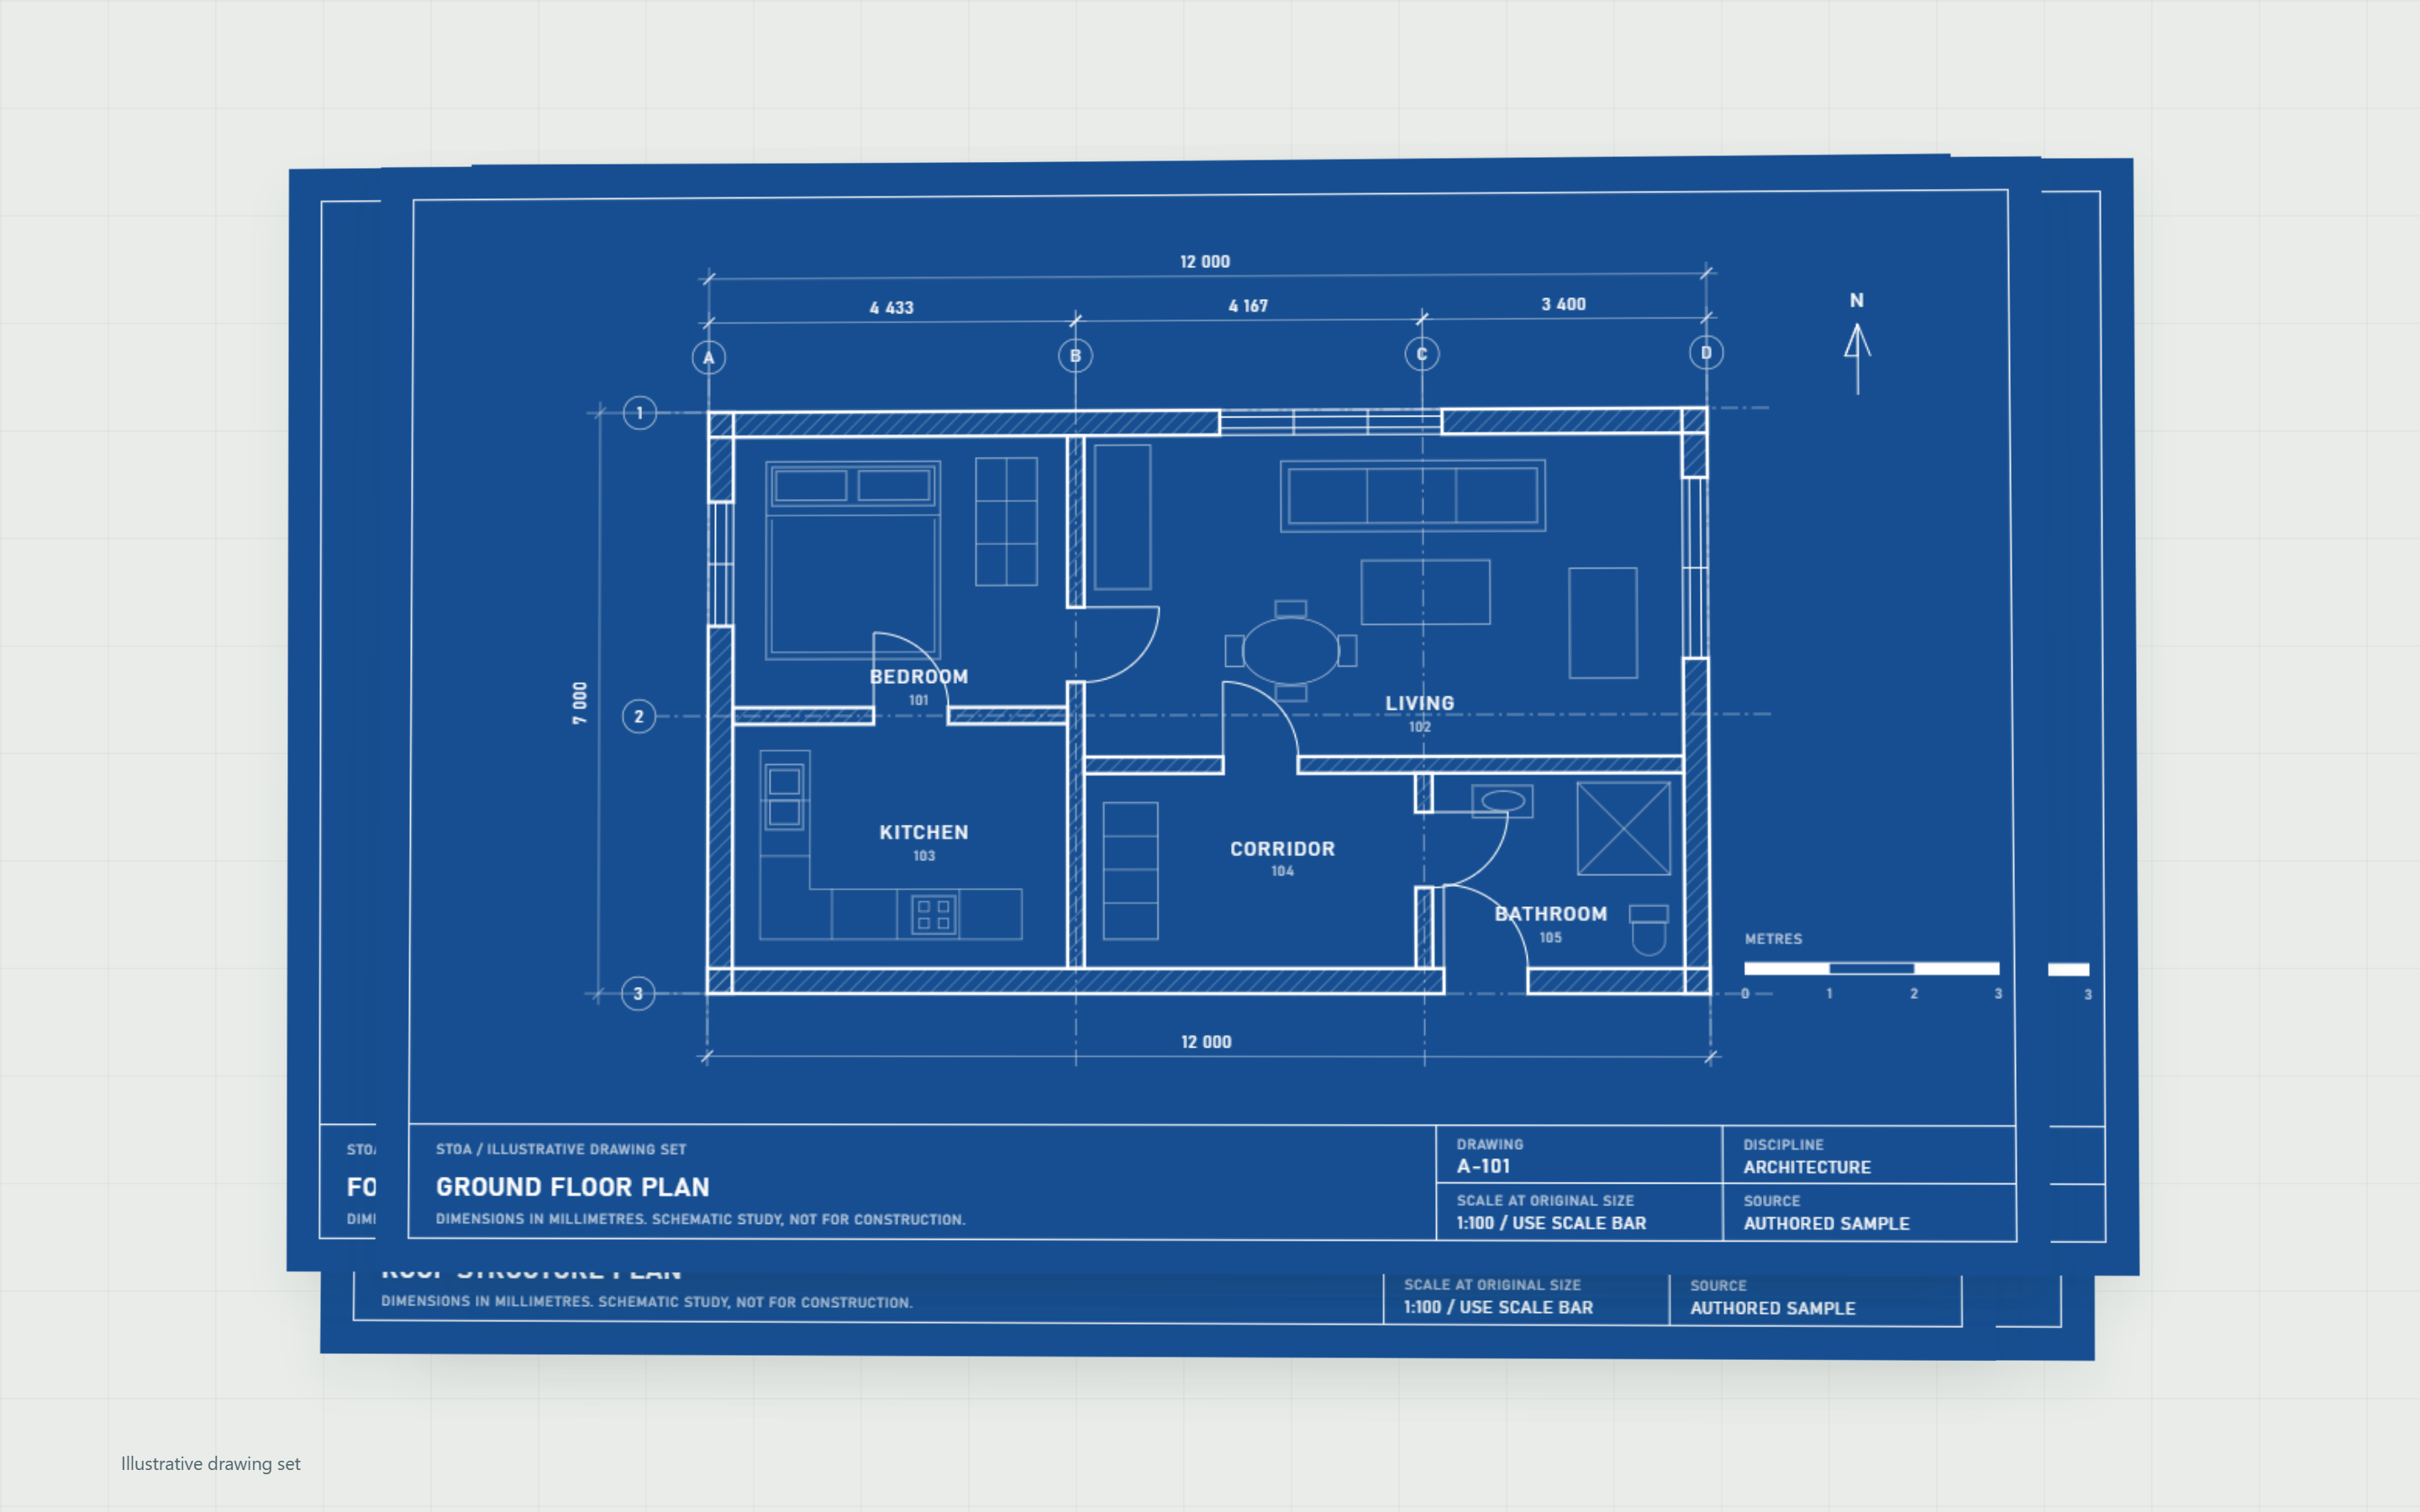 12 000
4 433
4 167
3 400
N
A
B
C
D
1
BEDROOM
101
7 000
2
LIVING
102
KITCHEN
103
CORRIDOR
104
BATHROOM
105
METRES
0 1 2 3
3
3
12 000
STOA / ILLUSTRATIVE DRAWING SET
GROUND FLOOR PLAN
DIMENSIONS IN MILLIMETRES. SCHEMATIC STUDY, NOT FOR CONSTRUCTION.
DRAWING
A-101
DISCIPLINE
ARCHITECTURE
SCALE AT ORIGINAL SIZE
1:100 / USE SCALE BAR
SOURCE
AUTHORED SAMPLE
ROOF STRUCTURE PLAN
DIMENSIONS IN MILLIMETRES. SCHEMATIC STUDY, NOT FOR CONSTRUCTION.
SCALE AT ORIGINAL SIZE
1:100 / USE SCALE BAR
SOURCE
AUTHORED SAMPLE
Illustrative drawing set